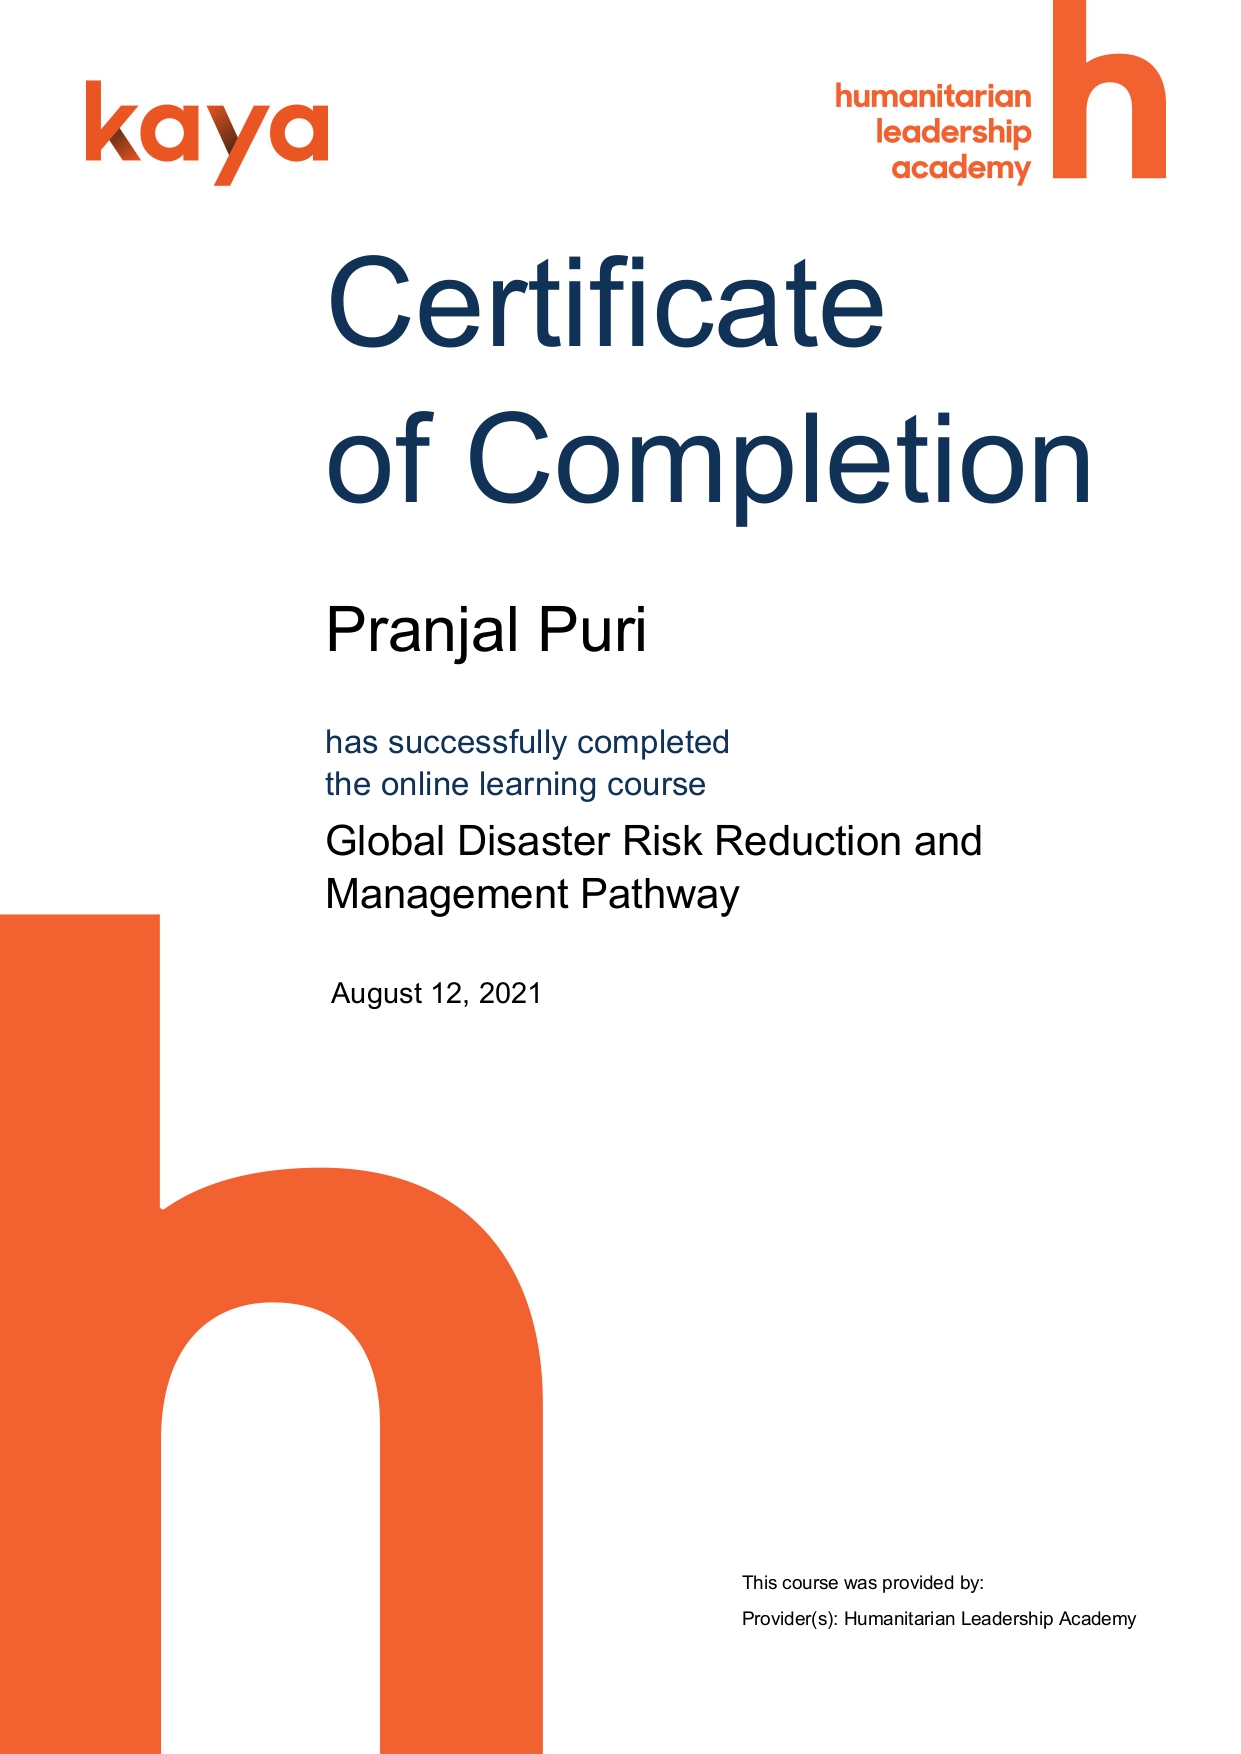 kaya
humanitarian
leadership
academy
h
Certificate
of Completion
Pranjal Puri
has successfully completed
the online learning course
Global Disaster Risk Reduction and
Management Pathway
August 12, 2021
h
This course was provided by:
Provider(s): Humanitarian Leadership Academy